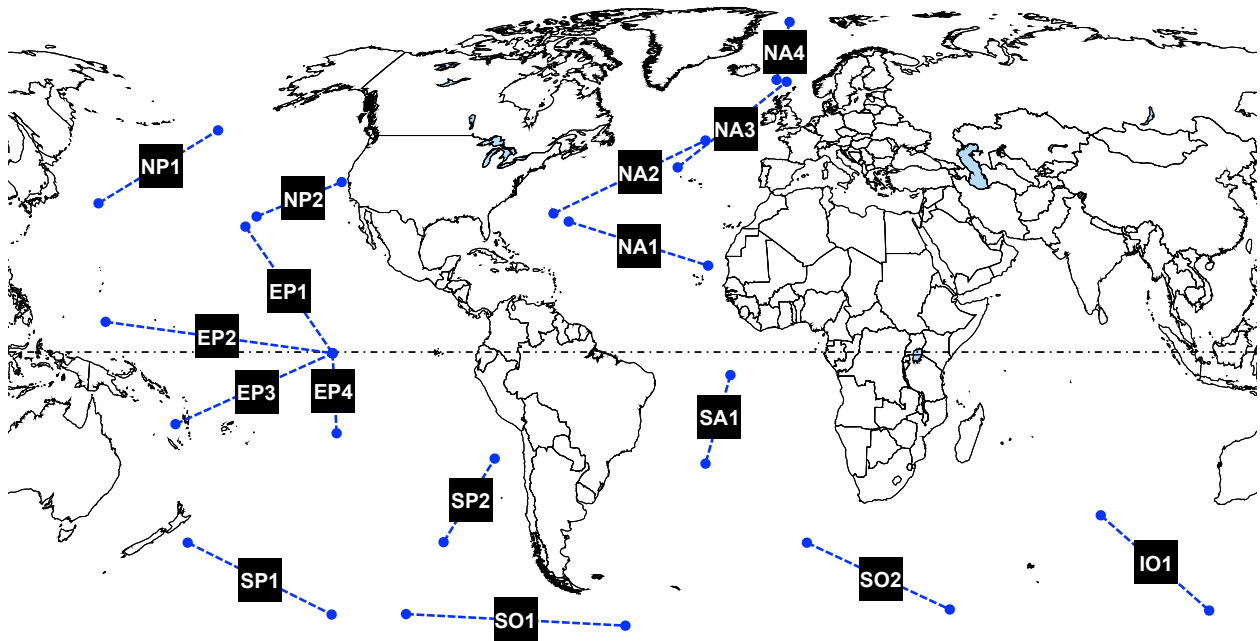 NA4
NA3
NP1
NA2
NP2
NA1
EP1
EP2
EP3
EP4
SA1
SP2
IO1
SP1
SO2
SO1